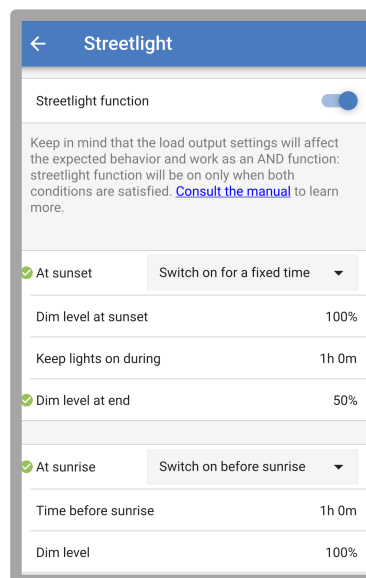 Streetlight
Streetlight function
Keep in mind that the load output settings will affect
the expected behavior and work as an AND function:
streetlight function will be on only when both
conditions are satisfied. Consult the manual to learn
more.
At sunset Switch on for a fixed time
Dim level at sunset 100%
Keep lights on during 1h 0m
Dim level at end 50%
At sunrise Switch on before sunrise
Time before sunrise 1h 0m
Dim level 100%